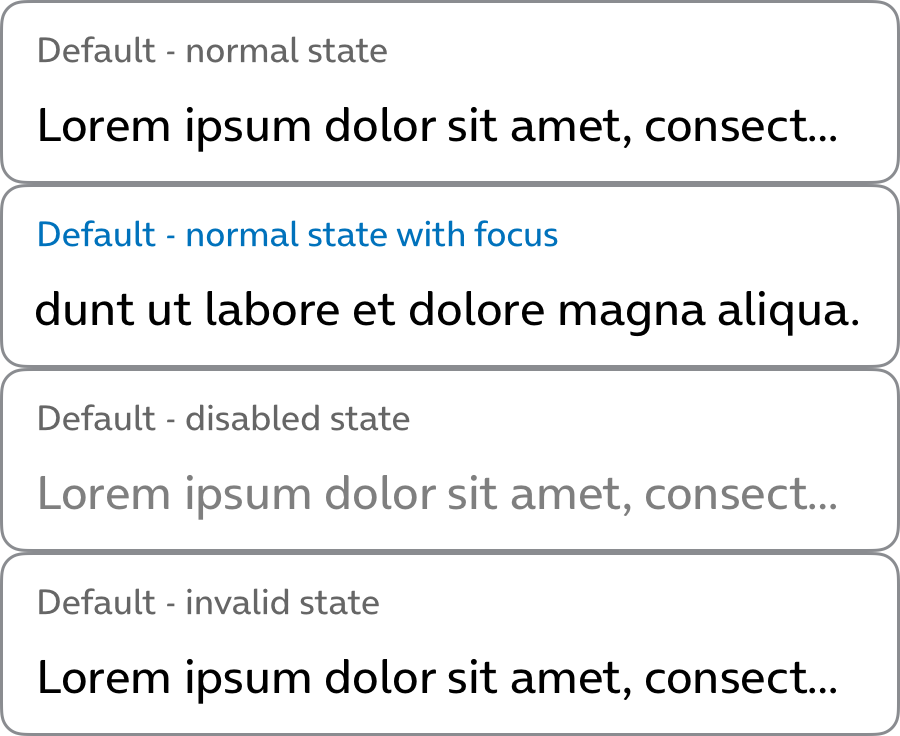 Default - normal state
Lorem ipsum dolor sit amet, consect...
Default - normal state with focus
dunt ut labore et dolore magna aliqua.
Default - disabled state
Lorem ipsum dolor sit amet, consect...
Default - invalid state
Lorem ipsum dolor sit amet, consect...